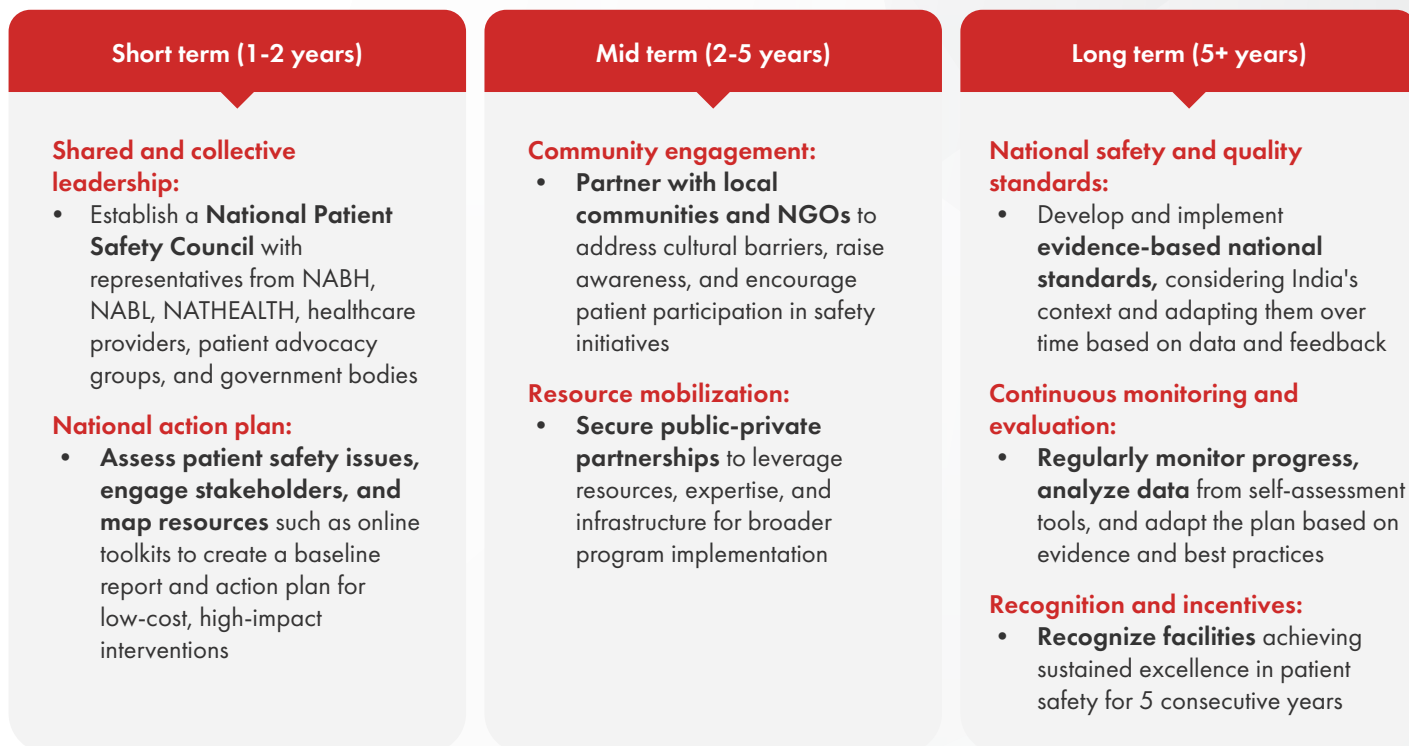 Short term (1-2 years)
Shared and collective
leadership:
• Establish a National Patient
Safety Council with
representatives from NABH,
NABL, NATHEALTH, healthcare
providers, patient advocacy
groups, and government bodies
National action plan:
• Assess patient safety issues,
engage stakeholders, and
map resources such as online
toolkits to create a baseline
report and action plan for
low-cost, high-impact
interventions
Mid term (2-5 years)
Community engagement:
• Partner with local
communities and NGOs to
address cultural barriers, raise
awareness, and encourage
patient participation in safety
initiatives
Resource mobilization:
• Secure public-private
partnerships to leverage
resources, expertise, and
infrastructure for broader
program implementation
Long term (5+ years)
National safety and quality
standards:
• Develop and implement
evidence-based national
standards, considering India's
context and adapting them over
time based on data and feedback
Continuous monitoring and
evaluation:
• Regularly monitor progress,
analyze data from self-assessment
tools, and adapt the plan based on
evidence and best practices
Recognition and incentives:
• Recognize facilities achieving
sustained excellence in patient
safety for 5 consecutive years